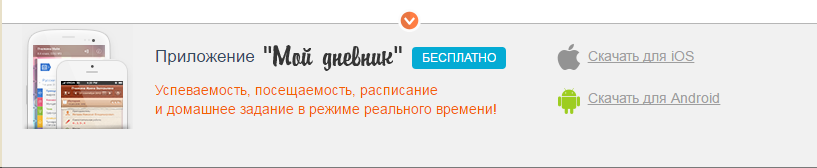 Приложение "Мой дневник" БЕСПЛАТНО
Успеваемость, посещаемость, расписание
и домашнее задание в режиме реального времени!
Скачать для iOS
Скачать для Android